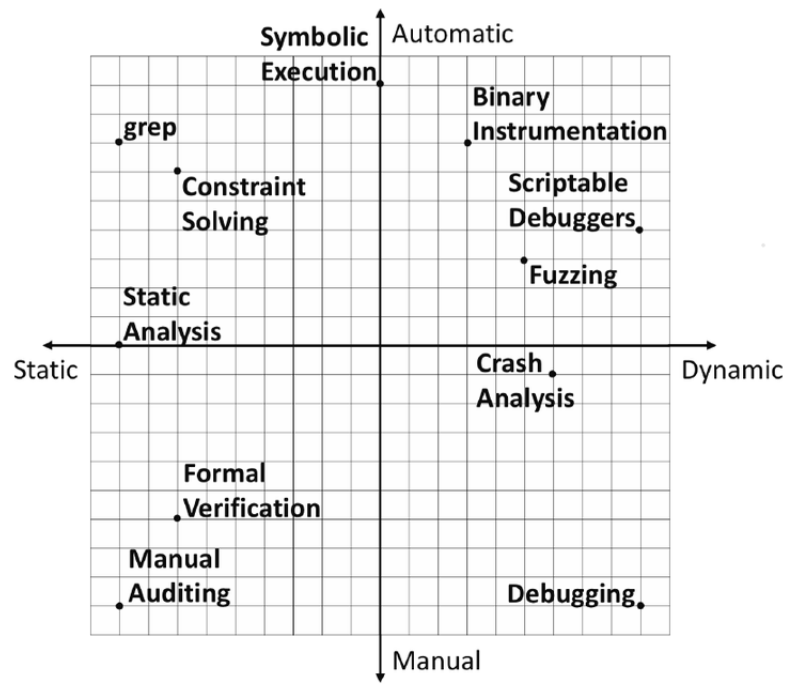 Symbolic
Execution
Automatic
Binary
Instrumentation
grep
Constraint
Solving
Scriptable
Debuggers
Fuzzing
Static
Analysis
Static
Dynamic
Crash
Analysis
Formal
Verification
Manual
Auditing
Debugging
Manual